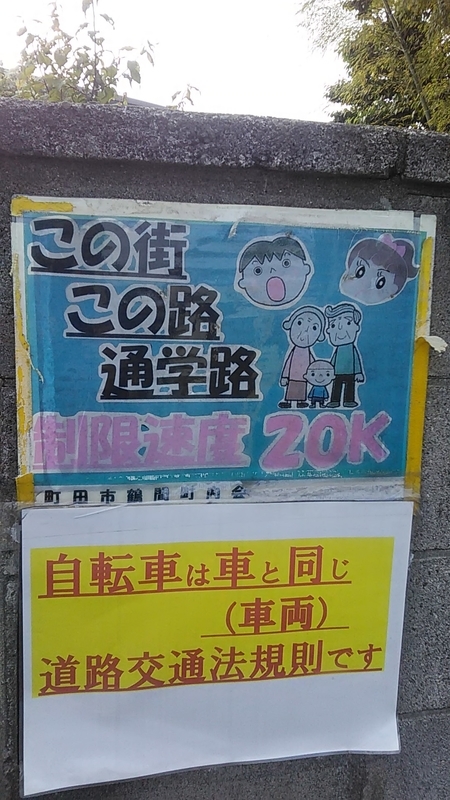 この街
この路
通学路
制限速度 20K
町田市鶴間町内会
自転車は車と同じ
(車両)
道路交通法規則です